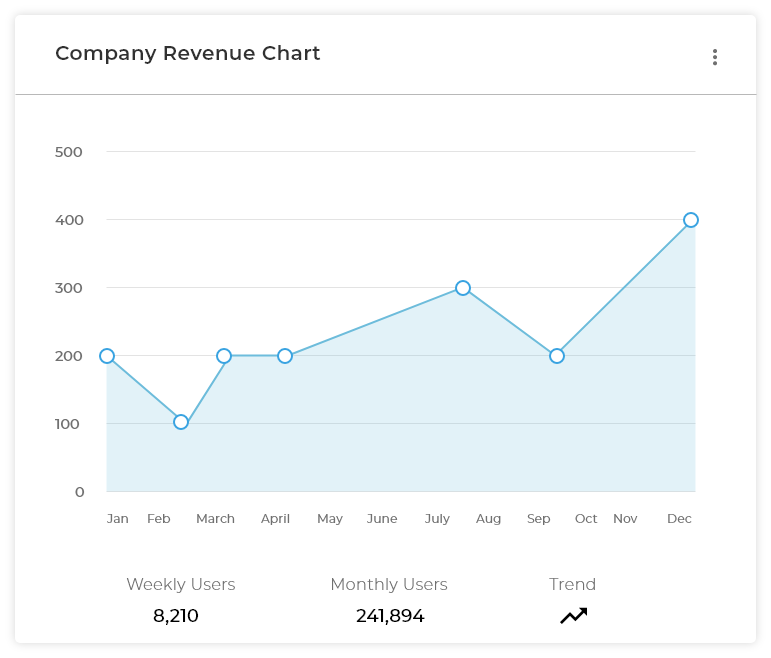 Company Revenue Chart
500
400
300
200
100
0
Jan Feb March April May June July Aug Sep Oct Nov Dec
Weekly Users Monthly Users Trend
8,210 241,894